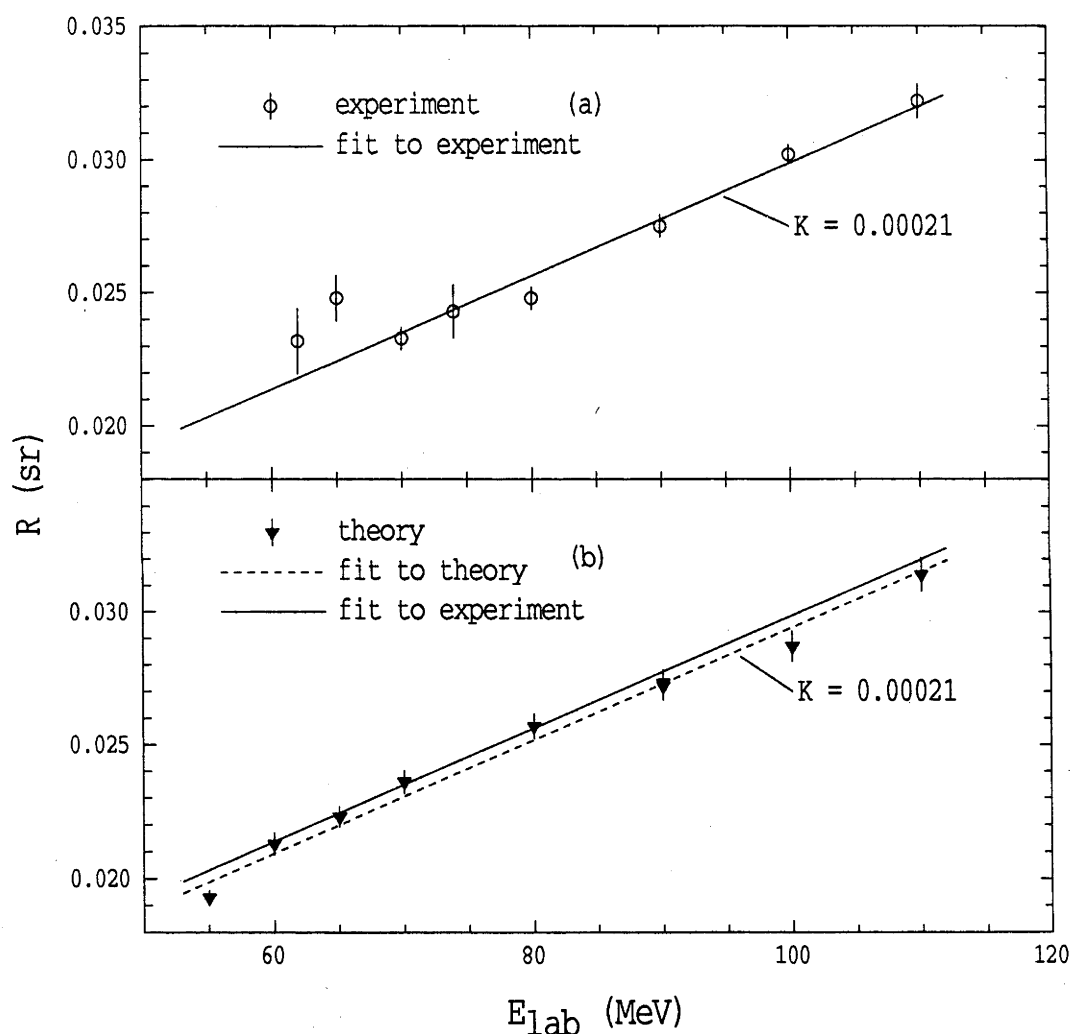 0.035
experiment (a)
fit to experiment
0.030
K = 0.00021
0.025
0.020
R (sr)
theory
(b)
fit to theory
fit to experiment
0.030
K = 0.00021
0.025
0.020
60 80 100 120
E_lab (MeV)